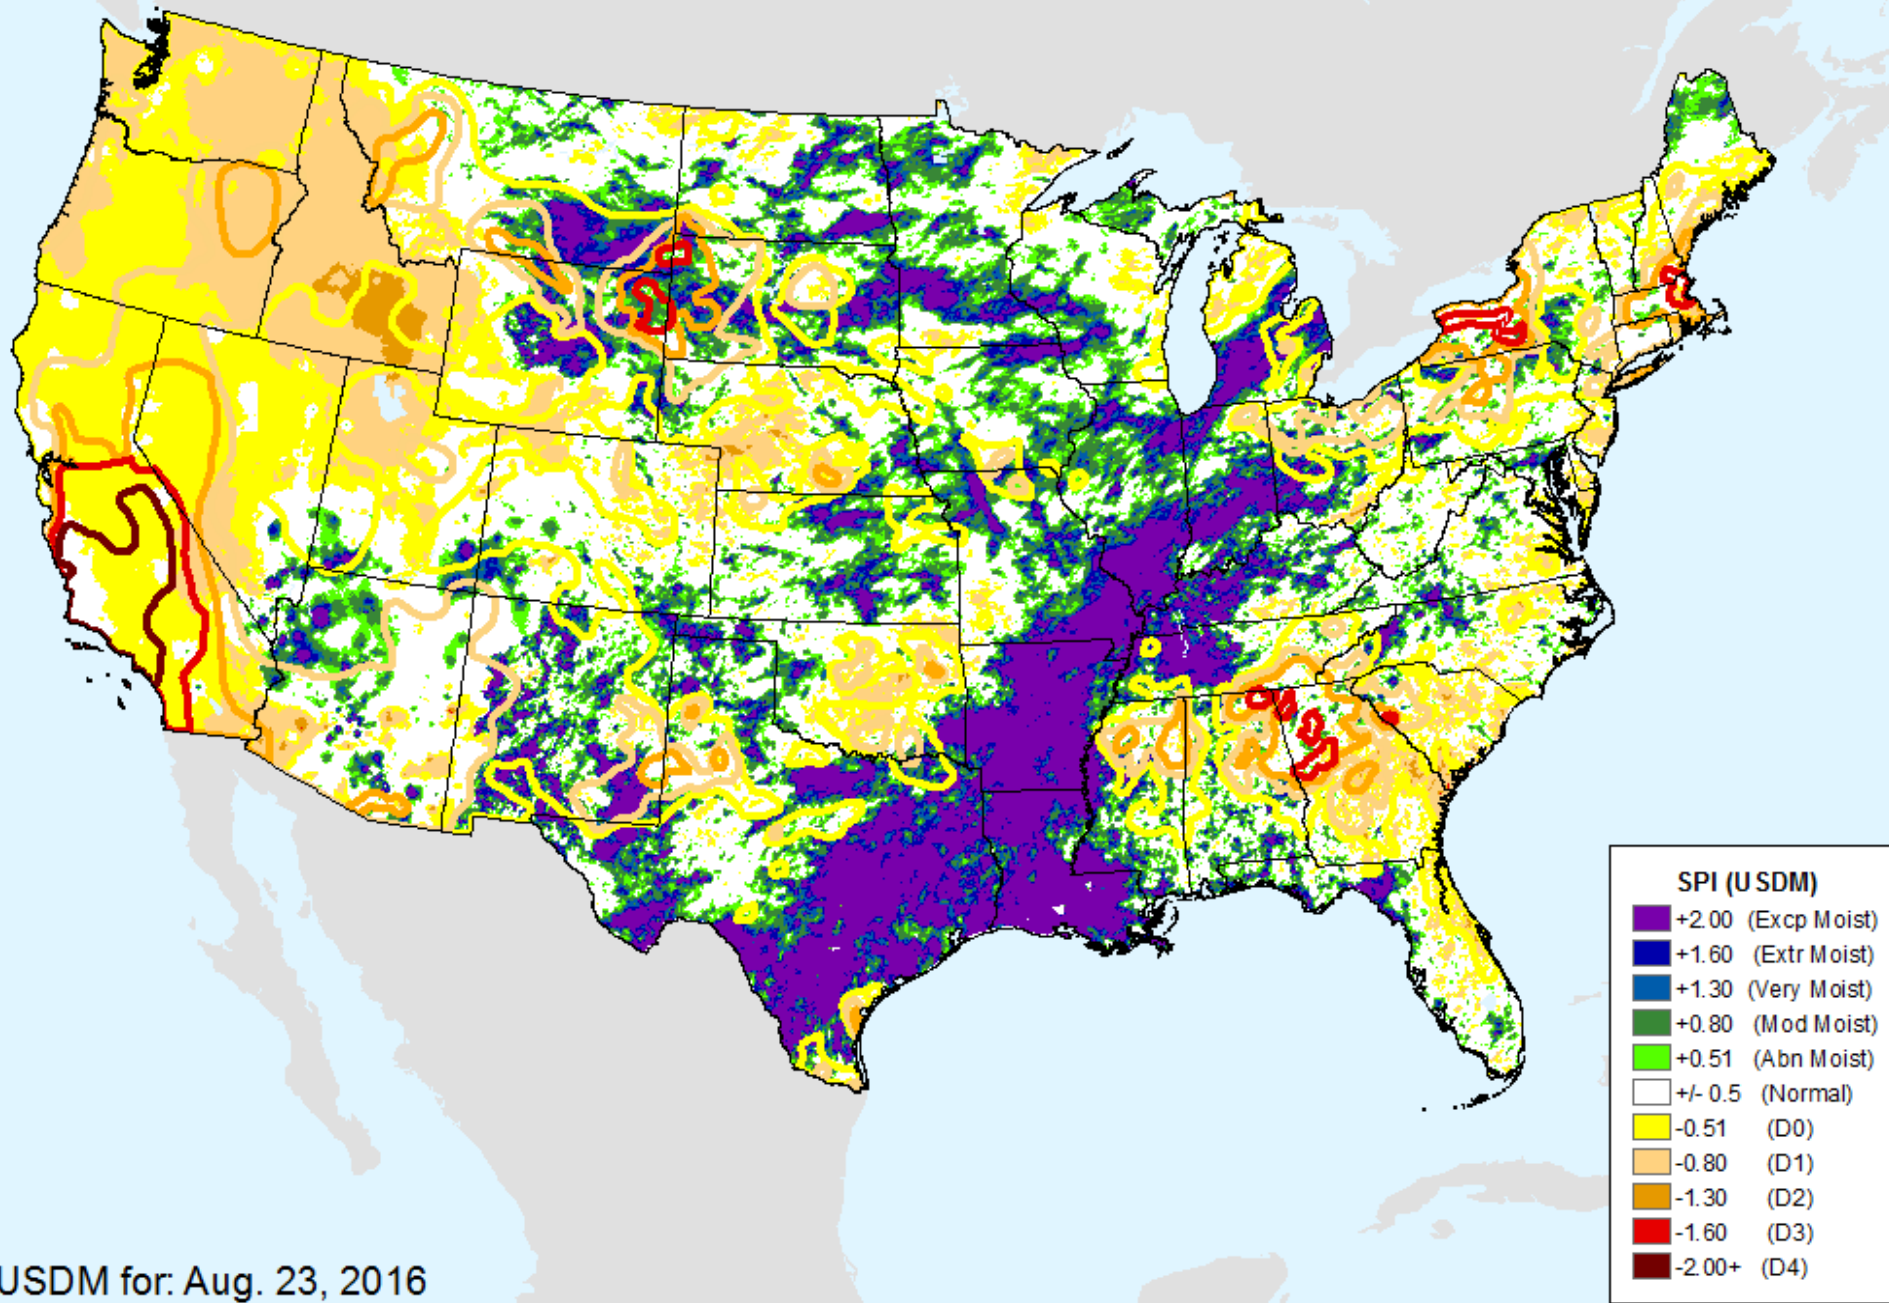 SPI (USDM)
+2.00 (Excp Moist)
+1.60 (Extr Moist)
+1.30 (Very Moist)
+0.80 (Mod Moist)
+0.51 (Abn Moist)
+/- 0.5 (Normal)
-0.51 (D0)
-0.80 (D1)
-1.30 (D2)
-1.60 (D3)
-2.00+ (D4)
USDM for: Aug. 23, 2016